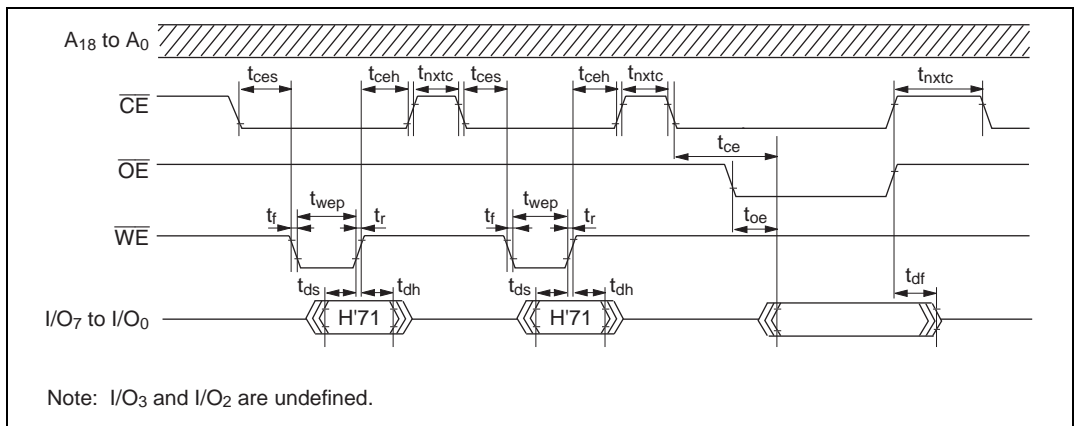 A18 to A0
tces tceh tnxtc tces tceh tnxtc tnxtc
CE
tce
OE
twep twep
tf tr tf tr toe
WE
tds tdh tds tdh tdf
I/O7 to I/O0 H'71 H'71
Note: I/O3 and I/O2 are undefined.